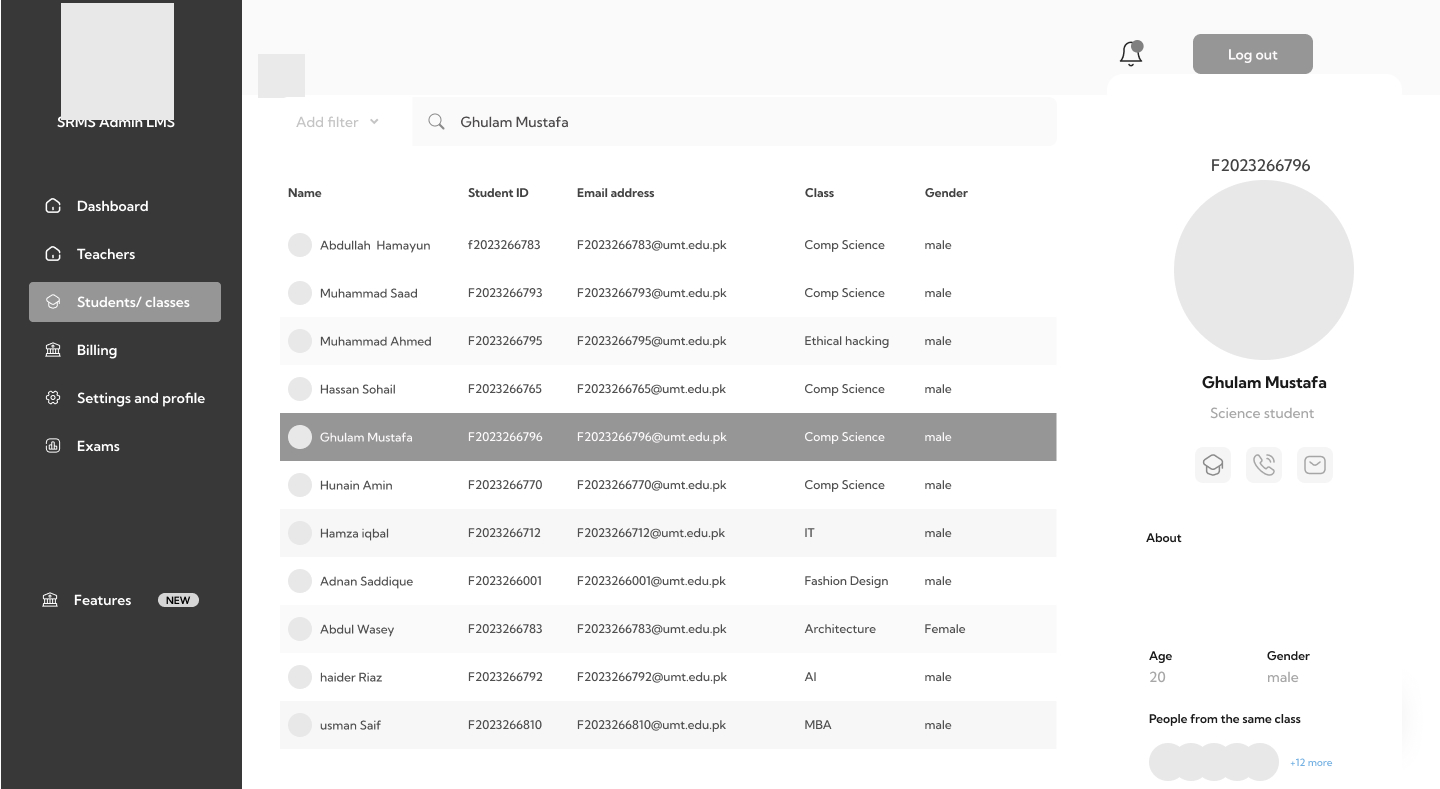 SRMS Admin LMS
Dashboard
Teachers
Students/ classes
Billing
Settings and profile
Exams
Features NEW
Log out
Add filter
Ghulam Mustafa
Name Student ID Email address Class Gender
Abdullah Hamayun f2023266783 F2023266783@umt.edu.pk Comp Science male
Muhammad Saad F2023266793 F2023266793@umt.edu.pk Comp Science male
Muhammad Ahmed F2023266795 F2023266795@umt.edu.pk Ethical hacking male
Hassan Sohail F2023266765 F2023266765@umt.edu.pk Comp Science male
Ghulam Mustafa F2023266796 F2023266796@umt.edu.pk Comp Science male
Hunain Amin F2023266770 F2023266770@umt.edu.pk Comp Science male
Hamza iqbal F2023266712 F2023266712@umt.edu.pk IT male
Adnan Saddique F2023266001 F2023266001@umt.edu.pk Fashion Design male
Abdul Wasey F2023266783 F2023266783@umt.edu.pk Architecture Female
haider Riaz F2023266792 F2023266792@umt.edu.pk AI male
usman Saif F2023266810 F2023266810@umt.edu.pk MBA male
F2023266796
Ghulam Mustafa
Science student
About
Age Gender
20 male
People from the same class
+12 more